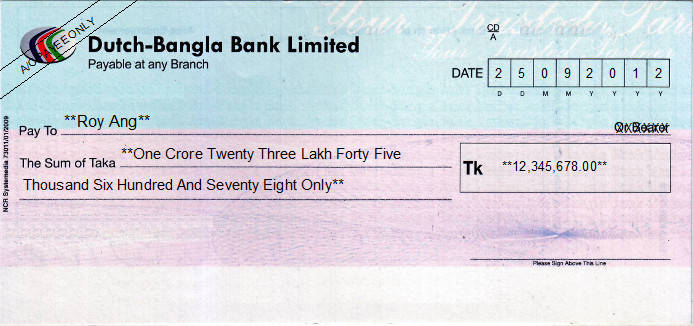 A/C PAYEE ONLY
Dutch-Bangla Bank Limited
Payable at any Branch
CD
A
DATE 2 5 0 9 2 0 1 2
D D M M Y Y Y Y
Pay To **Roy Ang**
Or Bearer
The Sum of Taka **One Crore Twenty Three Lakh Forty Five
Tk **12,345,678.00**
Thousand Six Hundred And Seventy Eight Only**
Please Sign Above This Line
NCR Systemedia 73011/01/2009